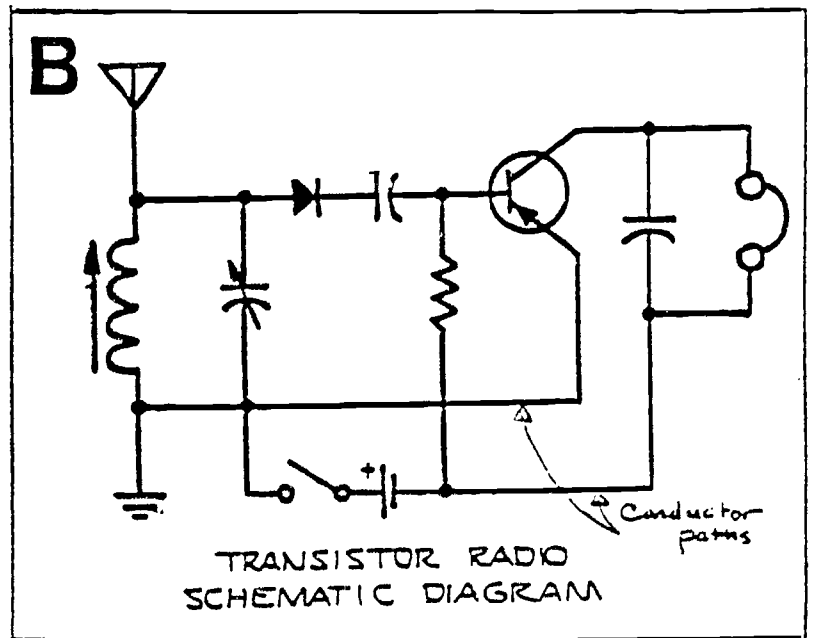 B
+
Conductor
paths
TRANSISTOR RADIO
SCHEMATIC DIAGRAM